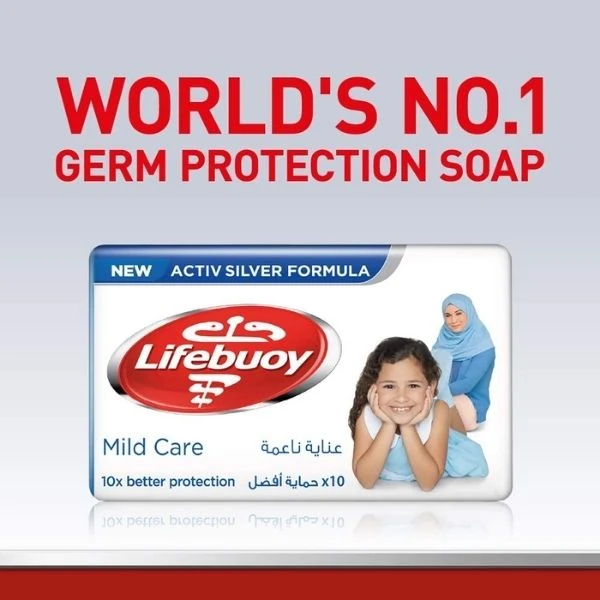 WORLD'S NO.1
GERM PROTECTION SOAP
NEW ACTIV SILVER FORMULA
Lifebuoy
Mild Care عناية ناعمة
10x better protection x10 حماية أفضل